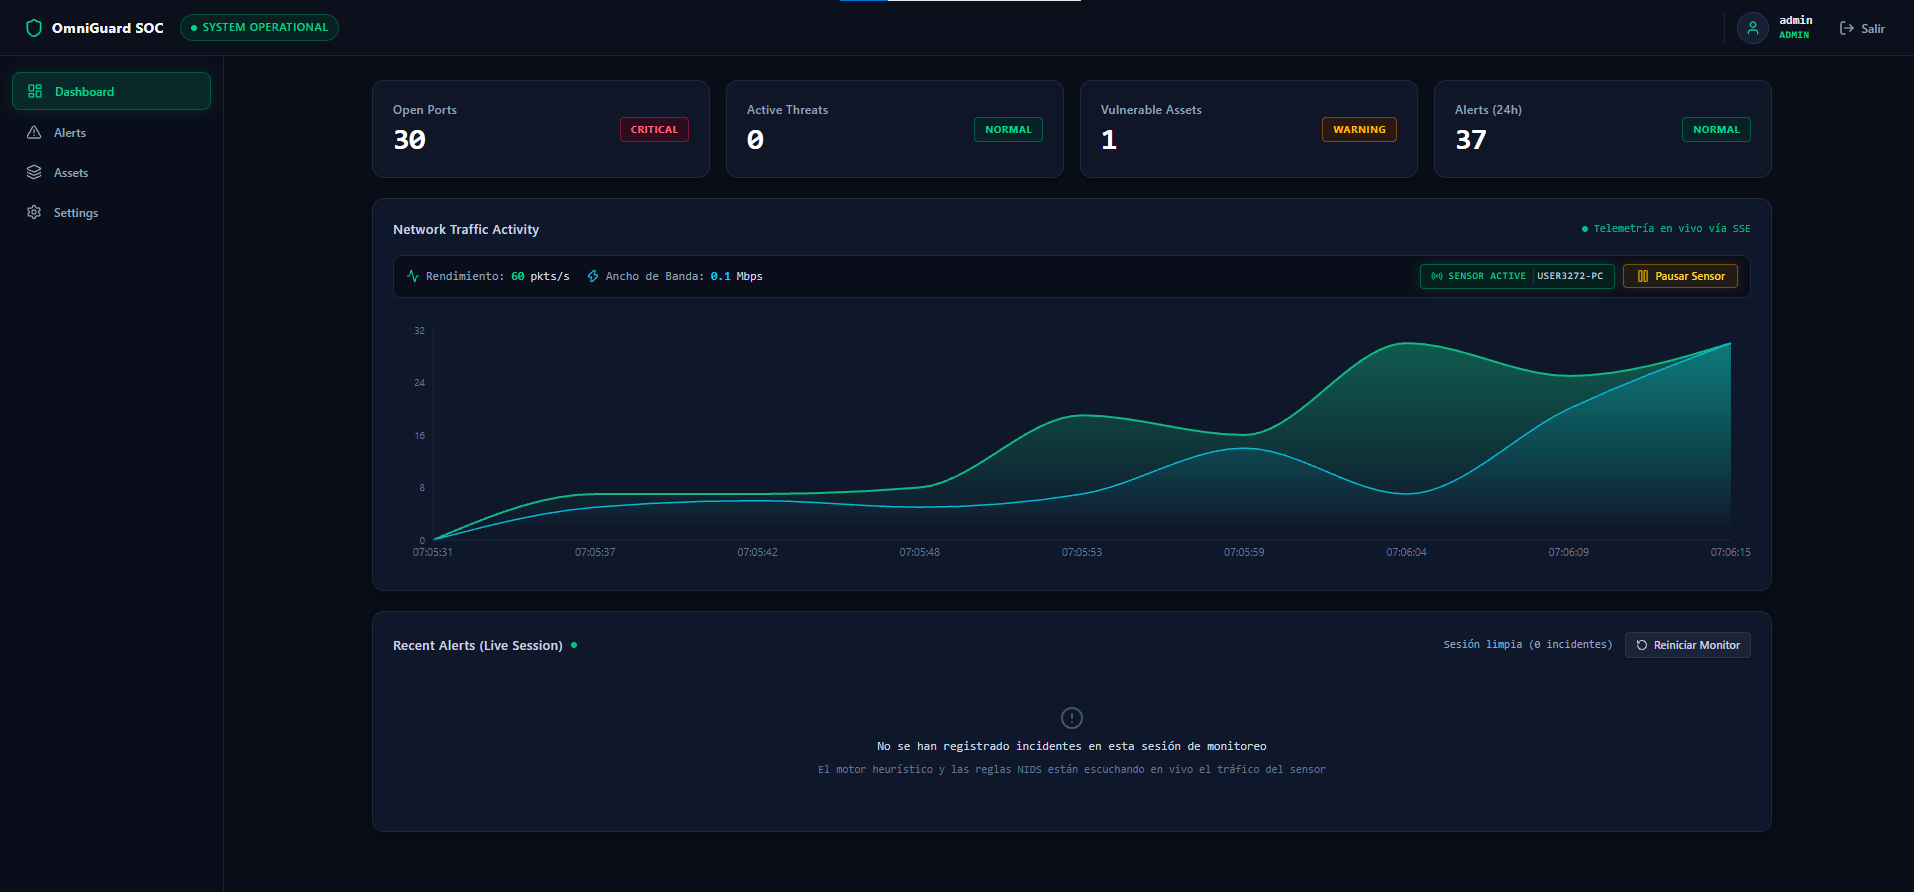 OmniGuard SOC
SYSTEM OPERATIONAL
admin
ADMIN
Salir
Dashboard
Alerts
Assets
Settings
Open Ports
30
CRITICAL
Active Threats
0
NORMAL
Vulnerable Assets
1
WARNING
Alerts (24h)
37
NORMAL
Network Traffic Activity
Telemetría en vivo vía SSE
Rendimiento: 60 pkts/s
Ancho de Banda: 0.1 Mbps
SENSOR ACTIVE USER3272-PC
Pausar Sensor
32
24
16
8
0
07:05:31 07:05:37 07:05:42 07:05:48 07:05:53 07:05:59 07:06:04 07:06:09 07:06:15
Recent Alerts (Live Session)
Sesión limpia (0 incidentes)
Reiniciar Monitor
No se han registrado incidentes en esta sesión de monitoreo
El motor heurístico y las reglas NIDS están escuchando en vivo el tráfico del sensor